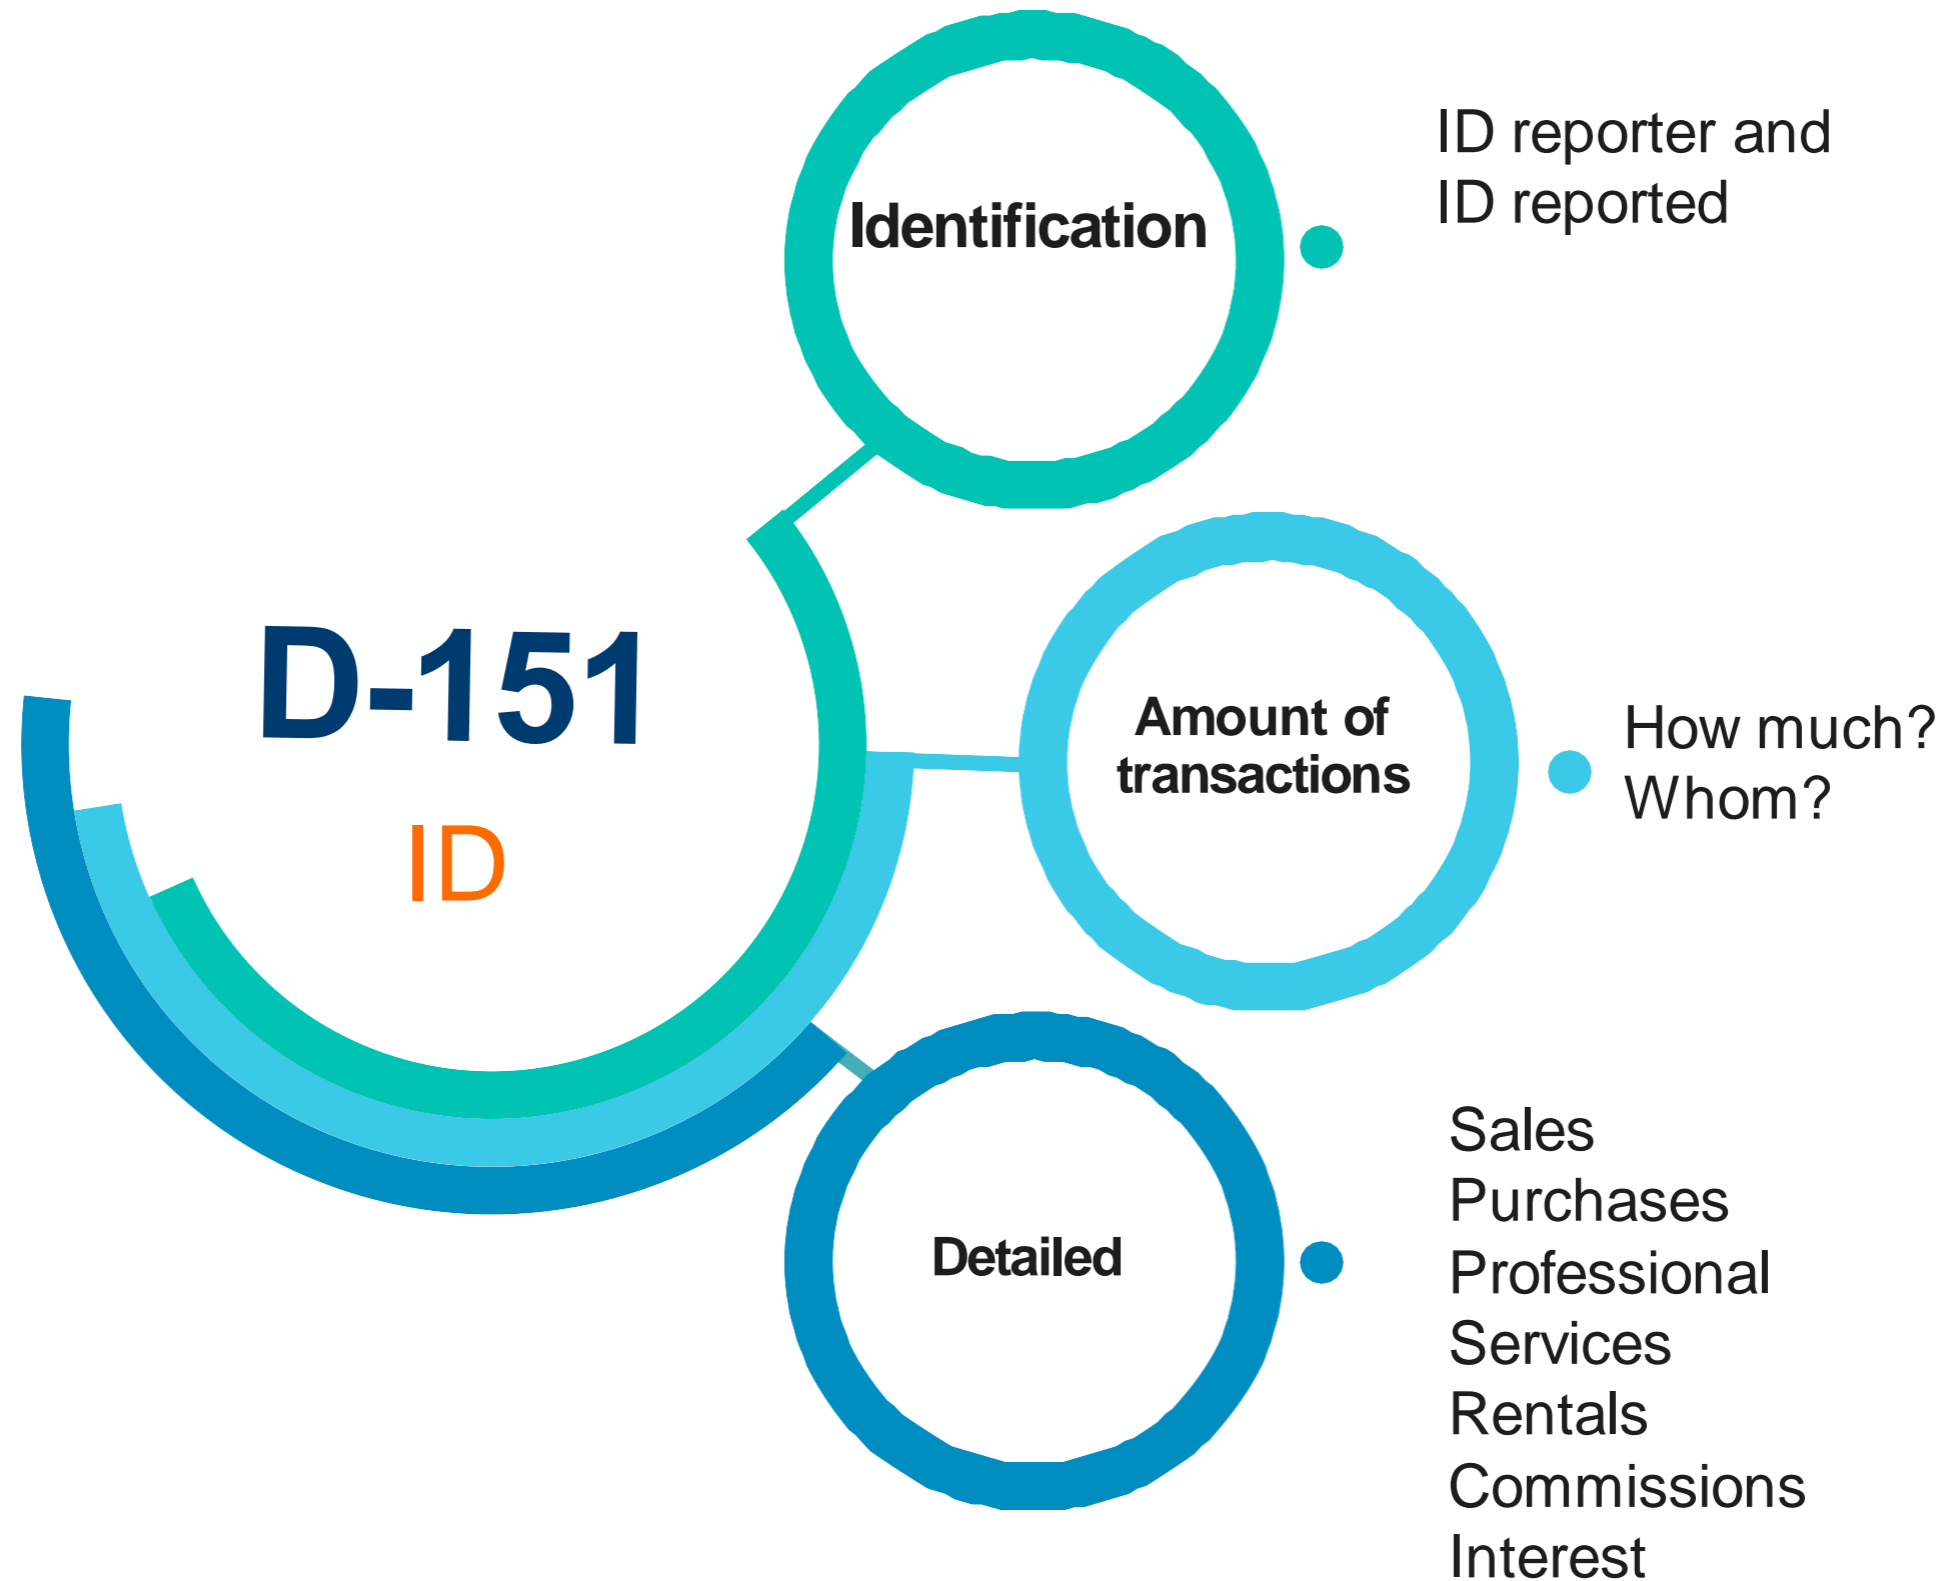 D-151
ID
Identification
ID reporter and
ID reported
Amount of
transactions
How much?
Whom?
Detailed
Sales
Purchases
Professional
Services
Rentals
Commissions
Interest